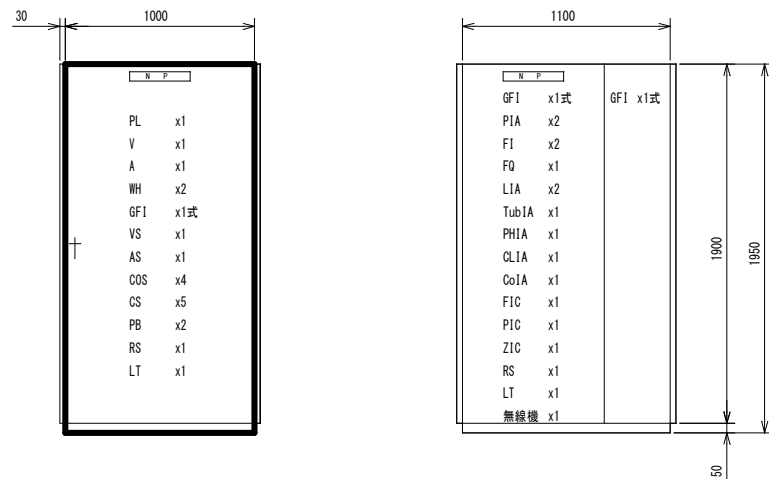 30
1000
N P
PL x1
V x1
A x1
WH x2
GFI x1式
VS x1
AS x1
COS x4
CS x5
PB x2
RS x1
LT x1
1100
N P
GFI x1式
PIA x2
FI x2
FQ x1
LIA x2
TubIA x1
PHIA x1
CLIA x1
CoIA x1
FIC x1
PIC x1
ZIC x1
RS x1
LT x1
無線機 x1
GFI x1式
1900
1950
50